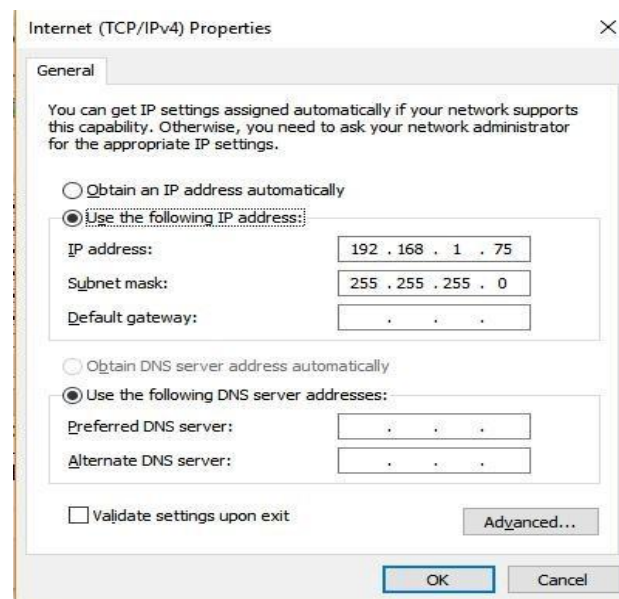 Internet (TCP/IPv4) Properties
General
You can get IP settings assigned automatically if your network supports
this capability. Otherwise, you need to ask your network administrator
for the appropriate IP settings.
Obtain an IP address automatically
Use the following IP address:
IP address: 192 . 168 . 1 . 75
Subnet mask: 255 . 255 . 255 . 0
Default gateway: . . .
Obtain DNS server address automatically
Use the following DNS server addresses:
Preferred DNS server: . . .
Alternate DNS server: . . .
Validate settings upon exit
Advanced...
OK Cancel